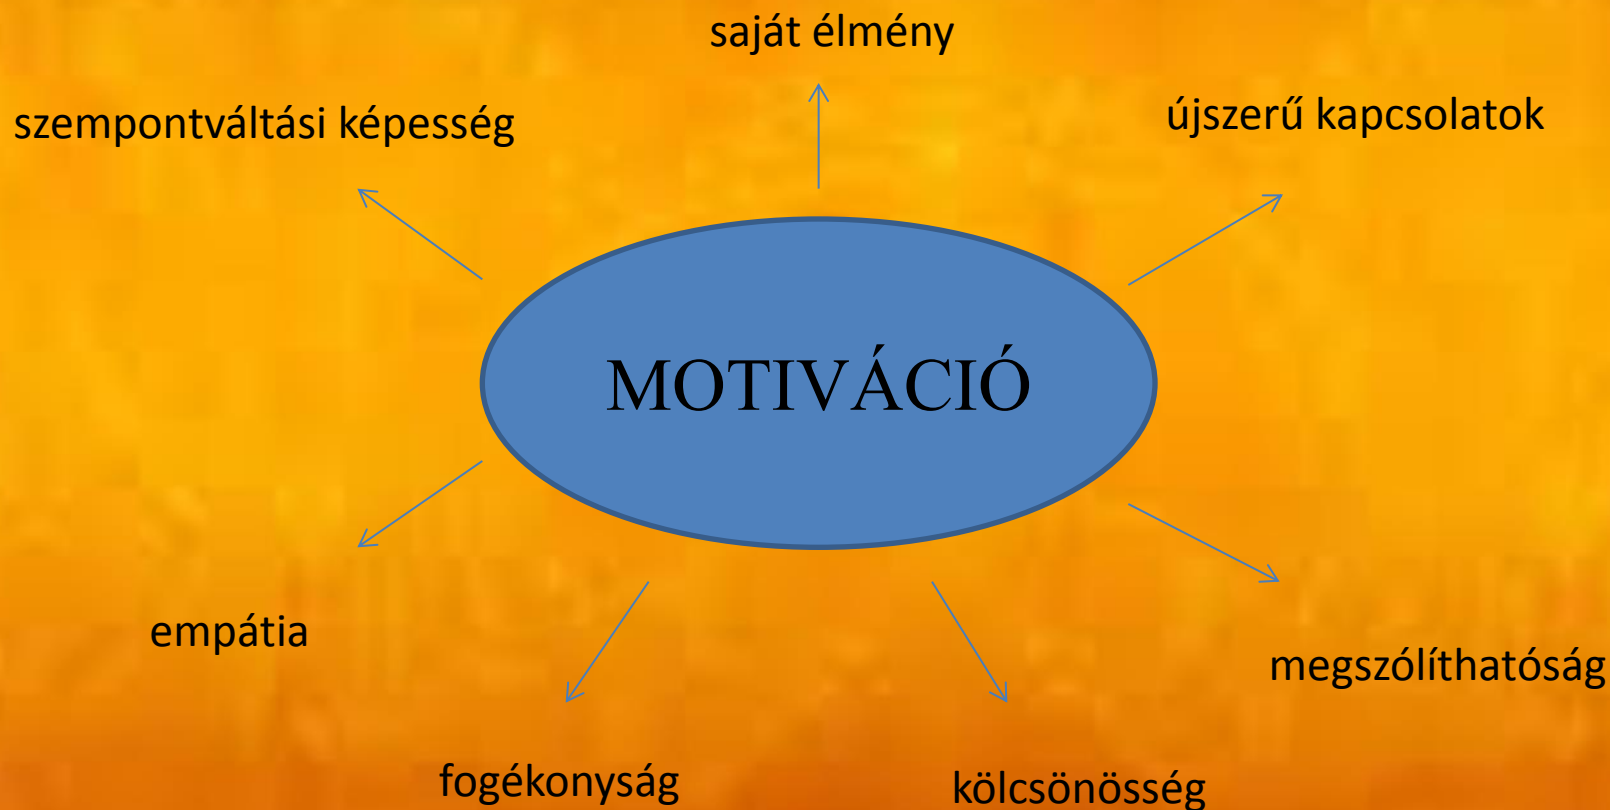 saját élmény
szempontváltási képesség
újszerű kapcsolatok
MOTIVÁCIÓ
empátia
megszólíthatóság
fogékonyság
kölcsönösség